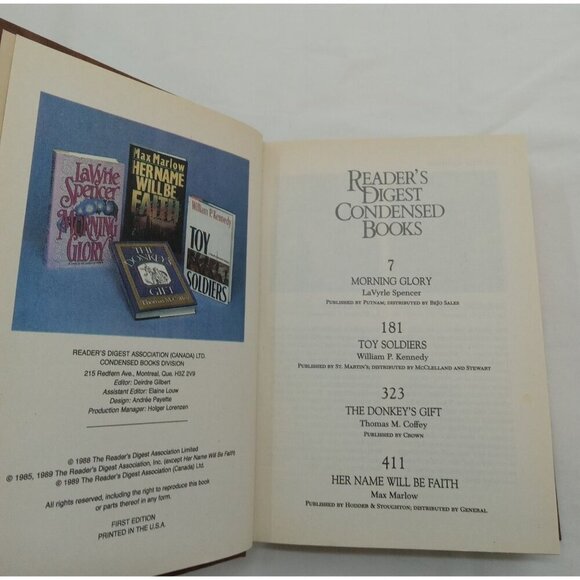 LaVyrle
Spencer
MORNING
GLORY
Max Marlow
HER NAME
WILL BE
FAITH
William P. Kennedy
TOY
SOLDIERS
THE
DONKEY'S
GIFT
Thomas M. Coffey
READER'S DIGEST ASSOCIATION (CANADA) LTD.
CONDENSED BOOKS DIVISION
215 Redfern Ave., Montreal, Que. H3Z 2V9
Editor: Deirdre Gilbert
Assistant Editor: Elaine Louw
Design: Andrée Payette
Production Manager: Holger Lorenzen
© 1988 The Reader's Digest Association Limited
© 1985, 1989 The Reader's Digest Association, Inc. (except Her Name Will Be Faith)
© 1989 The Reader's Digest Association (Canada) Ltd.
All rights reserved, including the right to reproduce this book
or parts thereof in any form.
FIRST EDITION
PRINTED IN THE U.S.A.
READER'S
DIGEST
CONDENSED
BOOKS
7
MORNING GLORY
LaVyrle Spencer
PUBLISHED BY PUTNAM; DISTRIBUTED BY BEJO SALES
181
TOY SOLDIERS
William P. Kennedy
PUBLISHED BY ST. MARTIN'S; DISTRIBUTED BY MCCLELLAND AND STEWART
323
THE DONKEY'S GIFT
Thomas M. Coffey
PUBLISHED BY CROWN
411
HER NAME WILL BE FAITH
Max Marlow
PUBLISHED BY HODDER & STOUGHTON; DISTRIBUTED BY GENERAL